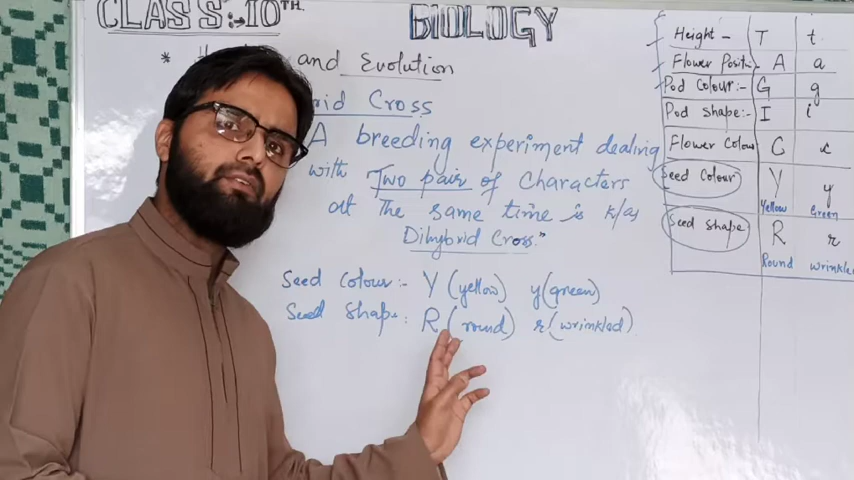 CLASS:- 10TH.
BIOLOGY
* and Evolution
rid Cross
A breeding experiment dealing
with Two pair of Characters
at The same time is k/as
Dihybrid Cross."
Seed Colour:- Y (yellow) y (green)
Seed Shape: R (round) r (wrinkled)
Height - T t
Flower Posit:- A a
Pod Colour:- G g
Pod Shape:- I i
Flower Colour C c
Seed Colour Y y
Yellow Green
Seed Shape R r
Round Wrinkled